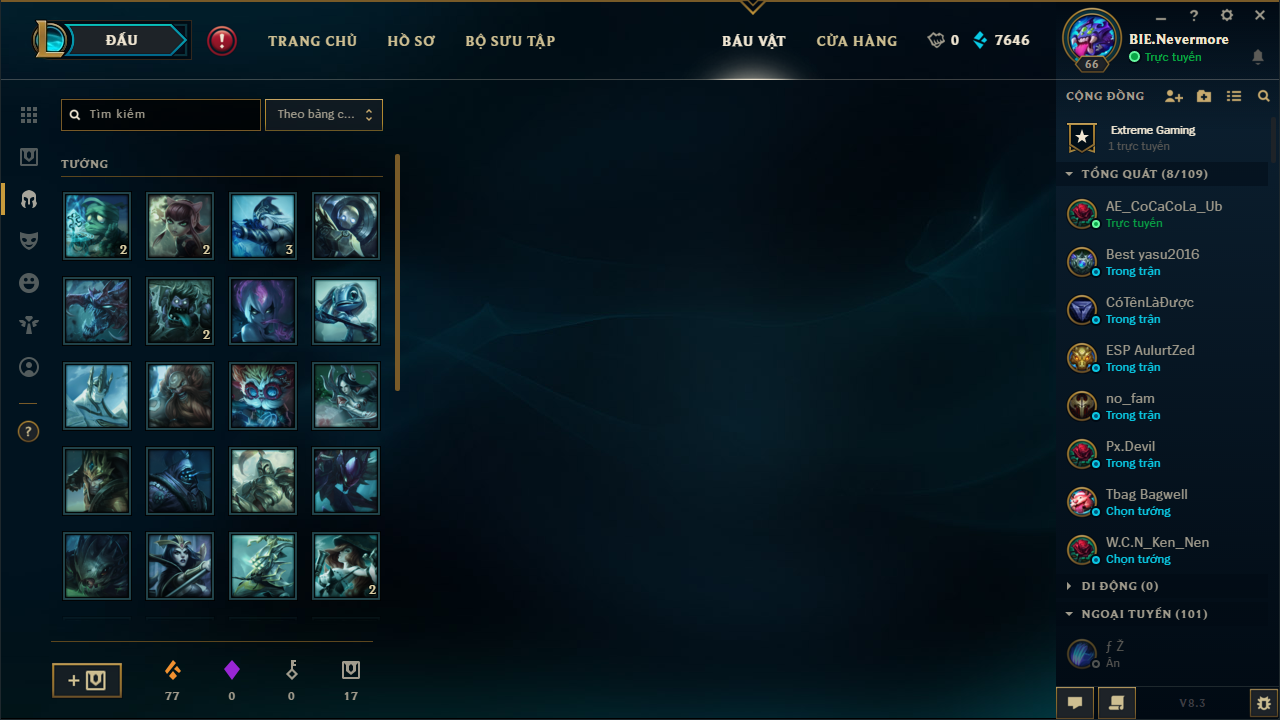 ĐẤU
TRANG CHỦ
HỒ SƠ
BỘ SƯU TẬP
BÁU VẬT
CỬA HÀNG
0
7646
BIE.Nevermore
Trực tuyến
66
Tìm kiếm
Theo bảng c...
TƯỚNG
2
2
3
2
2
77
0
0
17
CỘNG ĐỒNG
Extreme Gaming
1 trực tuyến
TỔNG QUÁT (8/109)
AE_CoCaCoLa_Ub
Trực tuyến
Best yasu2016
Trong trận
CóTênLàĐược
Trong trận
ESP AulurtZed
Trong trận
no_fam
Trong trận
Px.Devil
Trong trận
Tbag Bagwell
Chọn tướng
W.C.N_Ken_Nen
Chọn tướng
DI ĐỘNG (0)
NGOẠI TUYẾN (101)
ƒ Ž
Ẩn
V8.3